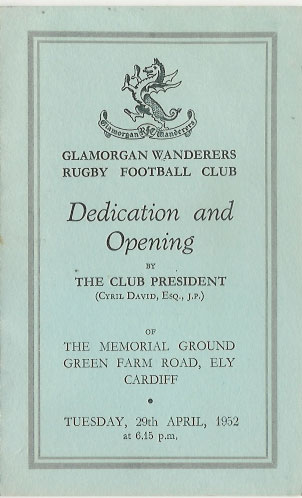 Glamorgan RFC Wanderers
GLAMORGAN WANDERERS
RUGBY FOOTBALL CLUB
Dedication and
Opening
BY
THE CLUB PRESIDENT
(CYRIL DAVID, ESQ., J.P.)
OF
THE MEMORIAL GROUND
GREEN FARM ROAD, ELY
CARDIFF
TUESDAY, 29th APRIL, 1952
at 6.15 p.m.